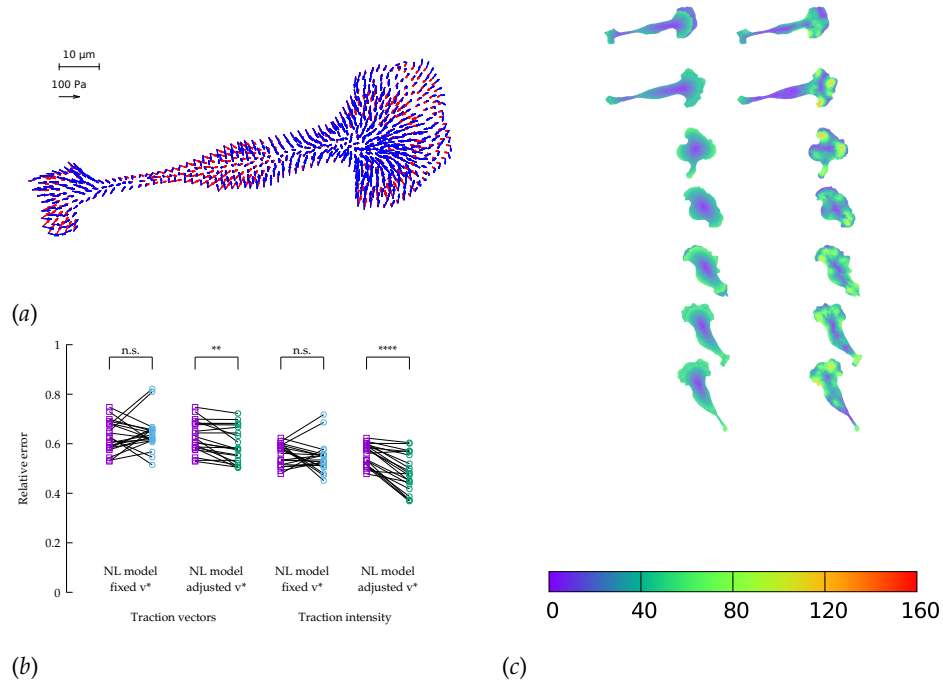 10 µm
100 Pa
(a)
1
0.8
0.6
0.4
0.2
0
Relative error
n.s.
**
n.s.
****
NL model
fixed v*
NL model
adjusted v*
NL model
fixed v*
NL model
adjusted v*
Traction vectors
Traction intensity
(b)
0 40 80 120 160
(c)